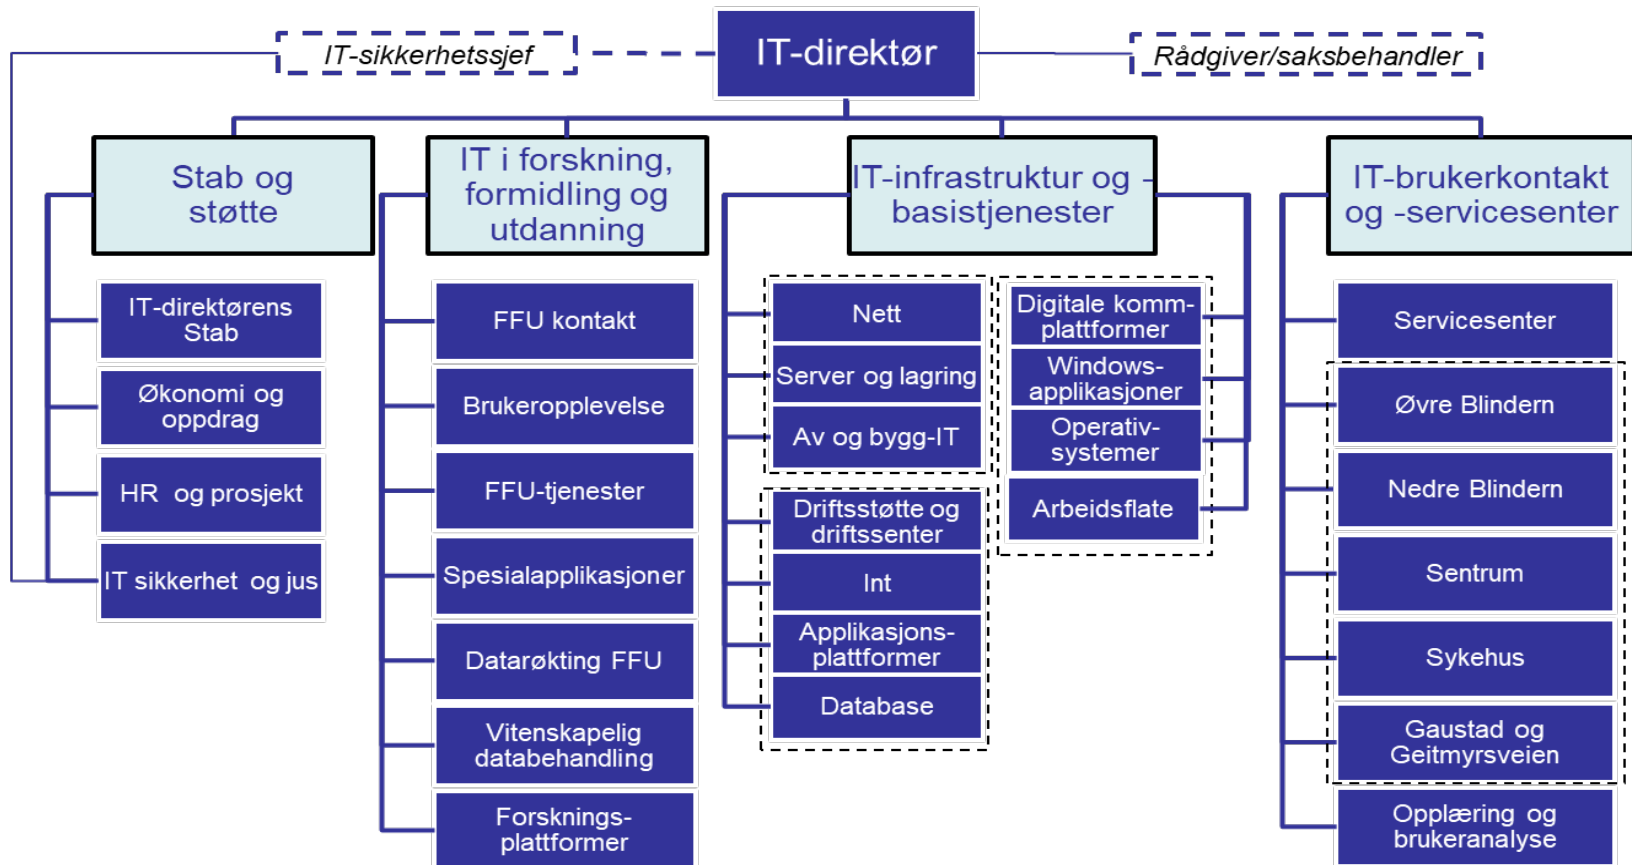 IT-sikkerhetssjef
IT-direktør
Rådgiver/saksbehandler
Stab og
støtte
IT-direktørens
Stab
Økonomi og
oppdrag
HR og prosjekt
IT sikkerhet og jus
IT i forskning,
formidling og
utdanning
FFU kontakt
Brukeropplevelse
FFU-tjenester
Spesialapplikasjoner
Datarøkting FFU
Vitenskapelig
databehandling
Forsknings-
plattformer
IT-infrastruktur og -
basistjenester
Nett
Server og lagring
Av og bygg-IT
Driftsstøtte og
driftssenter
Int
Applikasjons-
plattformer
Database
Digitale komm-
plattformer
Windows-
applikasjoner
Operativ-
systemer
Arbeidsflate
IT-brukerkontakt
og -servicesenter
Servicesenter
Øvre Blindern
Nedre Blindern
Sentrum
Sykehus
Gaustad og
Geitmyrsveien
Opplæring og
brukeranalyse